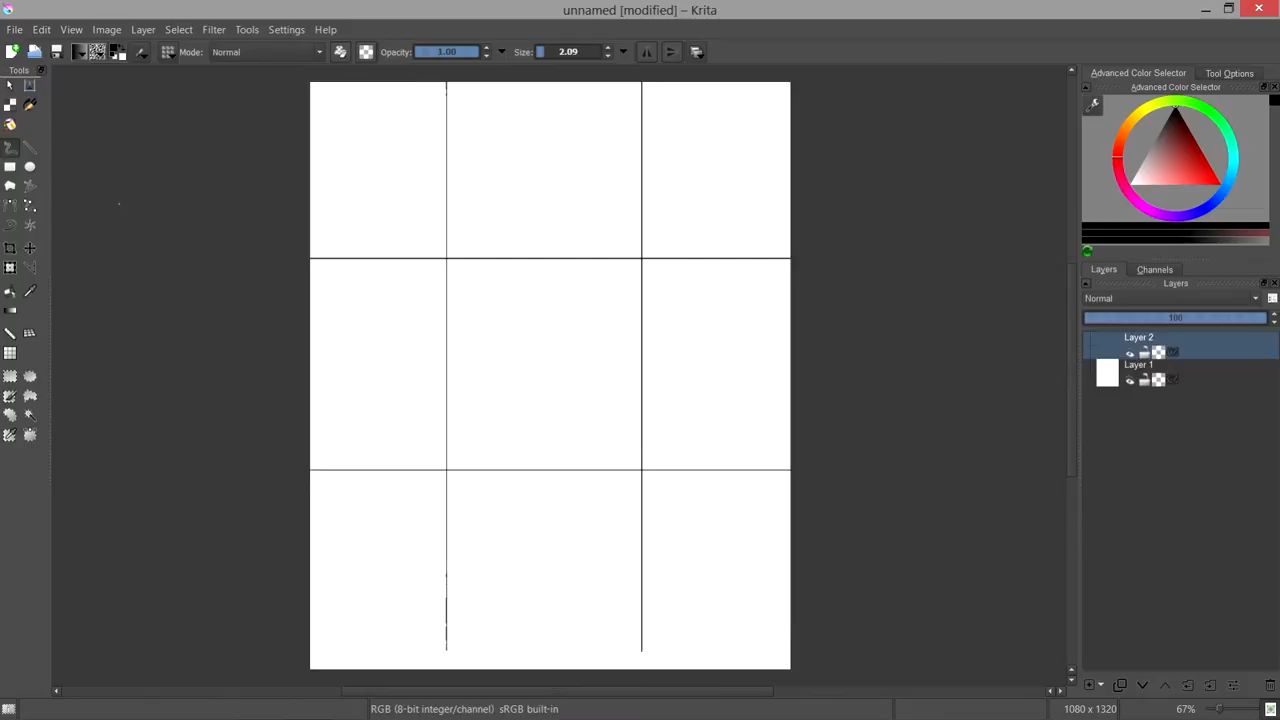 unnamed [modified] – Krita
File Edit View Image Layer Select Filter Tools Settings Help
Mode: Normal Opacity: 1.00 Size: 2.09
Tools
Advanced Color Selector Tool Options
Advanced Color Selector
Layers Channels
Layers
Normal
100
Layer 2
Layer 1
RGB (8-bit integer/channel) sRGB built-in 1080 x 1320 67%